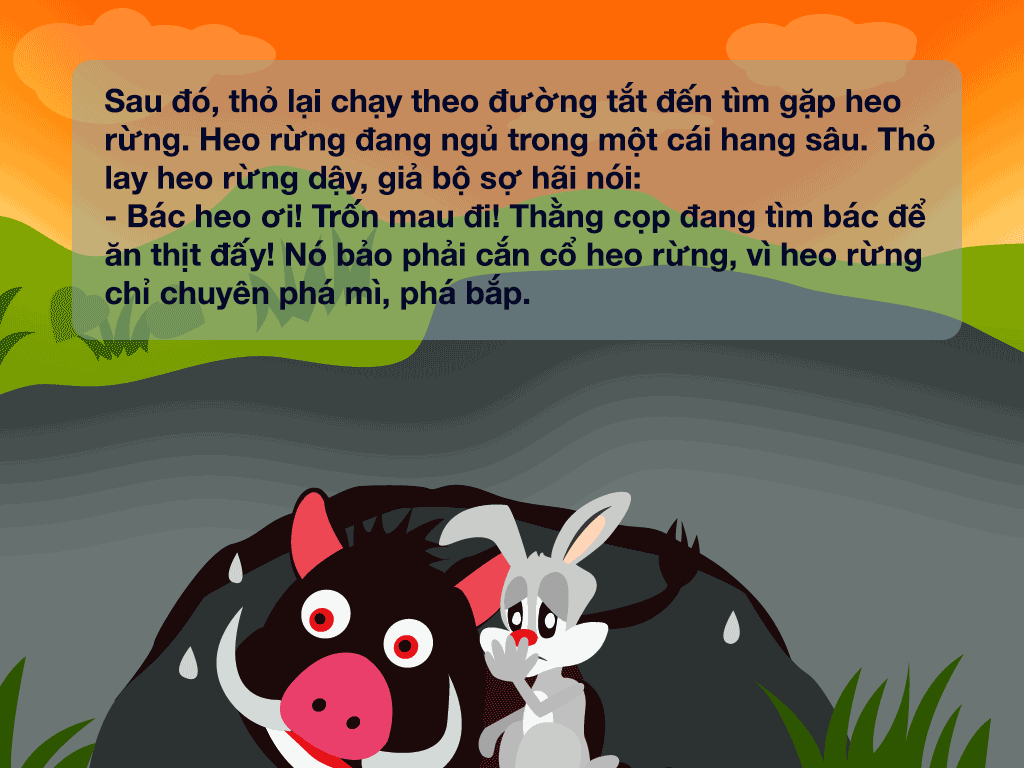 Sau đó, thỏ lại chạy theo đường tắt đến tìm gặp heo
rừng. Heo rừng đang ngủ trong một cái hang sâu. Thỏ
lay heo rừng dậy, giả bộ sợ hãi nói:
- Bác heo ơi! Trốn mau đi! Thằng cọp đang tìm bác để
ăn thịt đấy! Nó bảo phải cắn cổ heo rừng, vì heo rừng
chỉ chuyên phá mì, phá bắp.